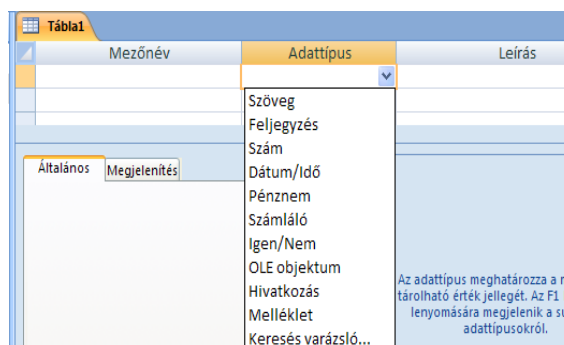 Tábla1
Mezőnév Adattípus Leírás
Szöveg
Feljegyzés
Szám
Dátum/Idő
Pénznem
Számláló
Igen/Nem
OLE objektum
Hivatkozás
Melléklet
Keresés varázsló...
Általános Megjelenítés
Az adattípus meghatározza a
tárolható érték jellegét. Az F1
lenyomására megjelenik a
adattípusokról.